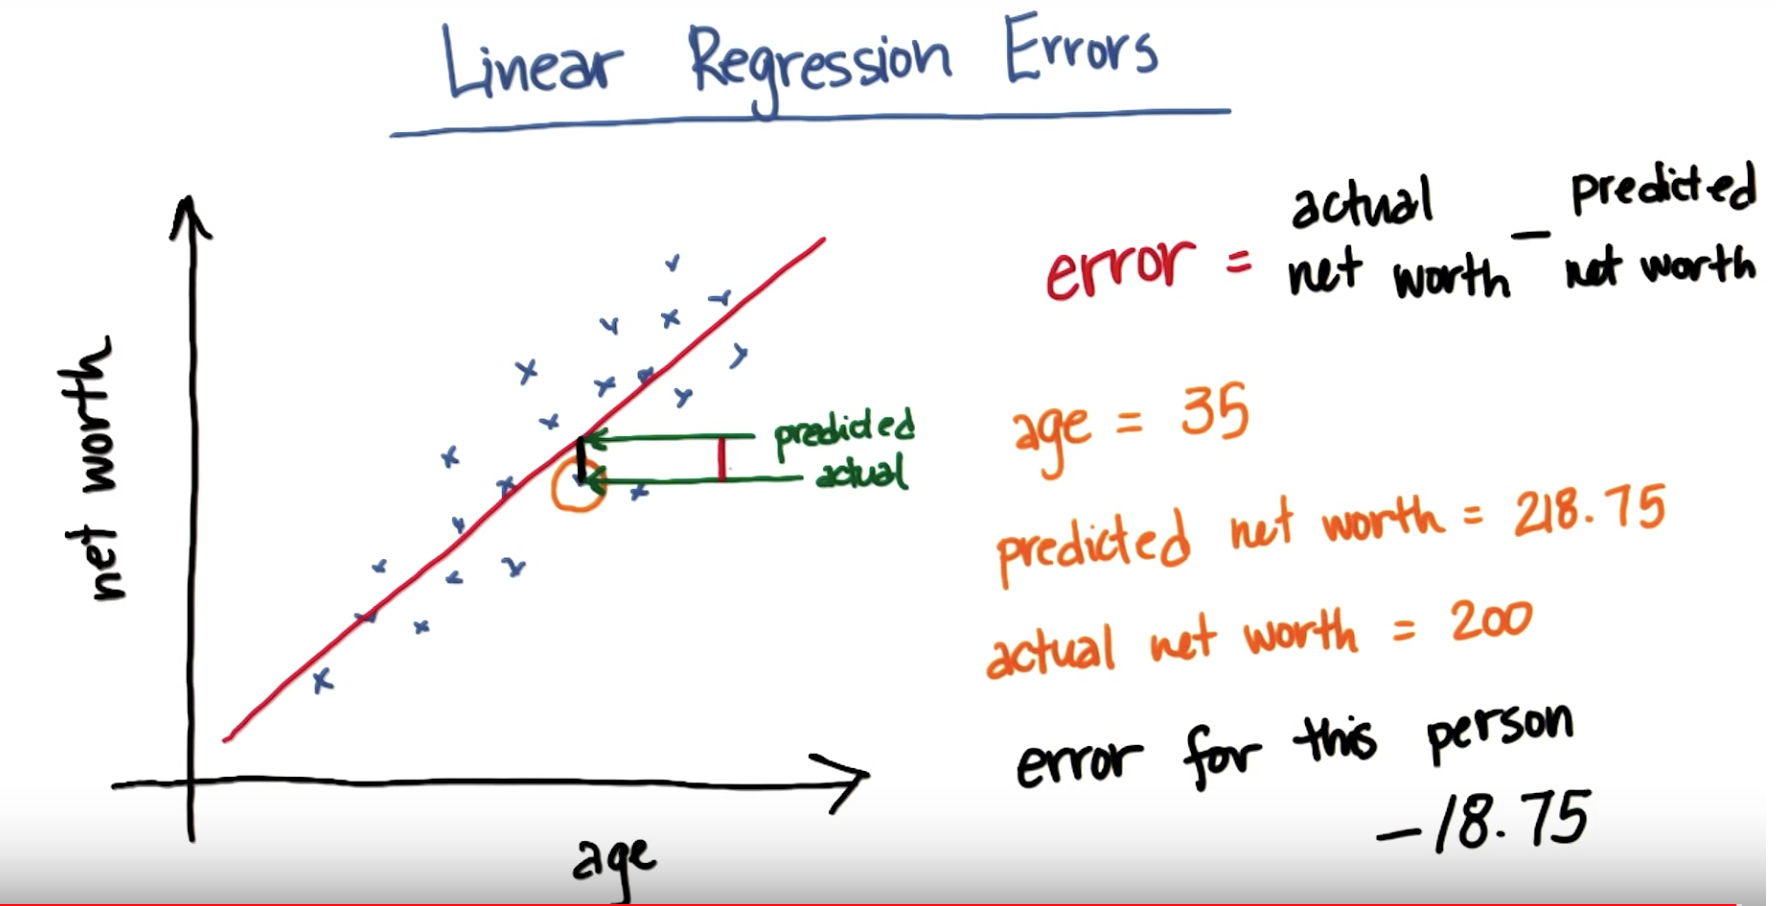 Linear Regression Errors
net worth
age
predicted
actual
error = actual net worth - predicted net worth
age = 35
predicted net worth = 218.75
actual net worth = 200
error for this person
-18.75